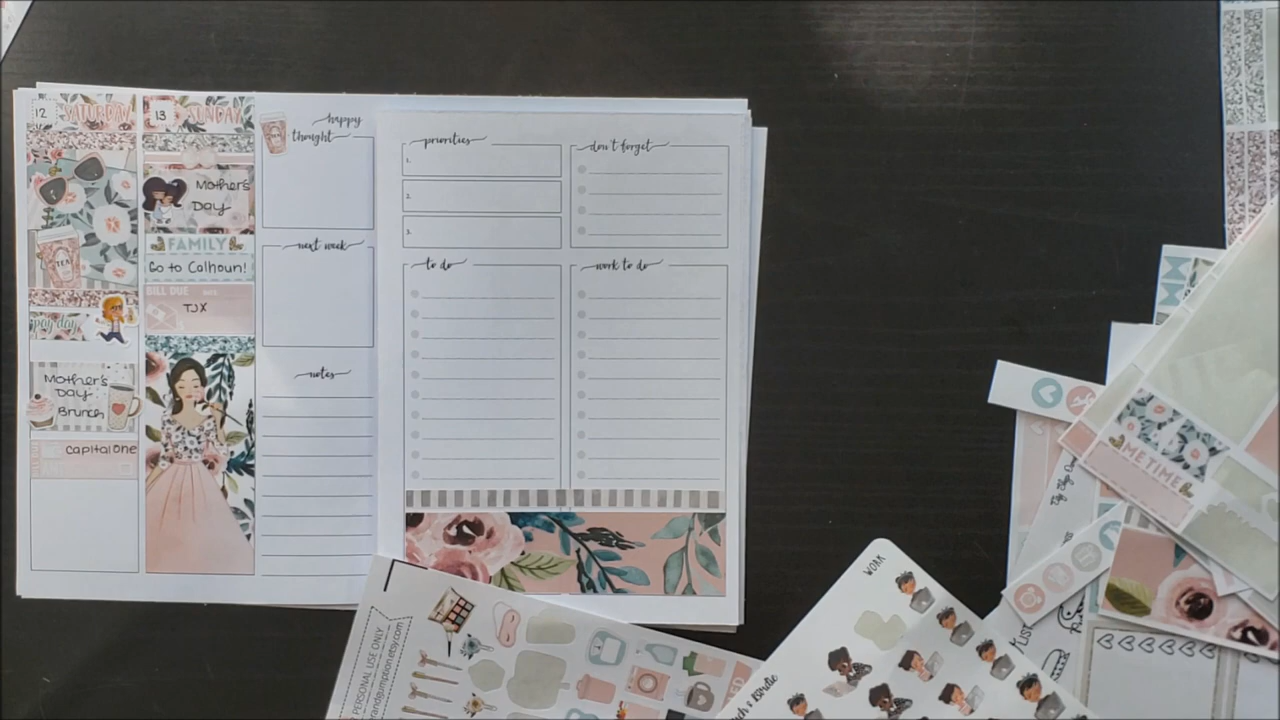 12 SATURDAY
TEA
pay day
Mother's
Day
Brunch
Capital One
13 SUNDAY
Mother's
Day
FAMILY
Go to Calhoun!
BILL DUE
TJX
happy
thought
next week
notes
priorities
1.
2.
3.
don't forget
to do
work to do
PERSONAL USE ONLY
WORK
ME TIME